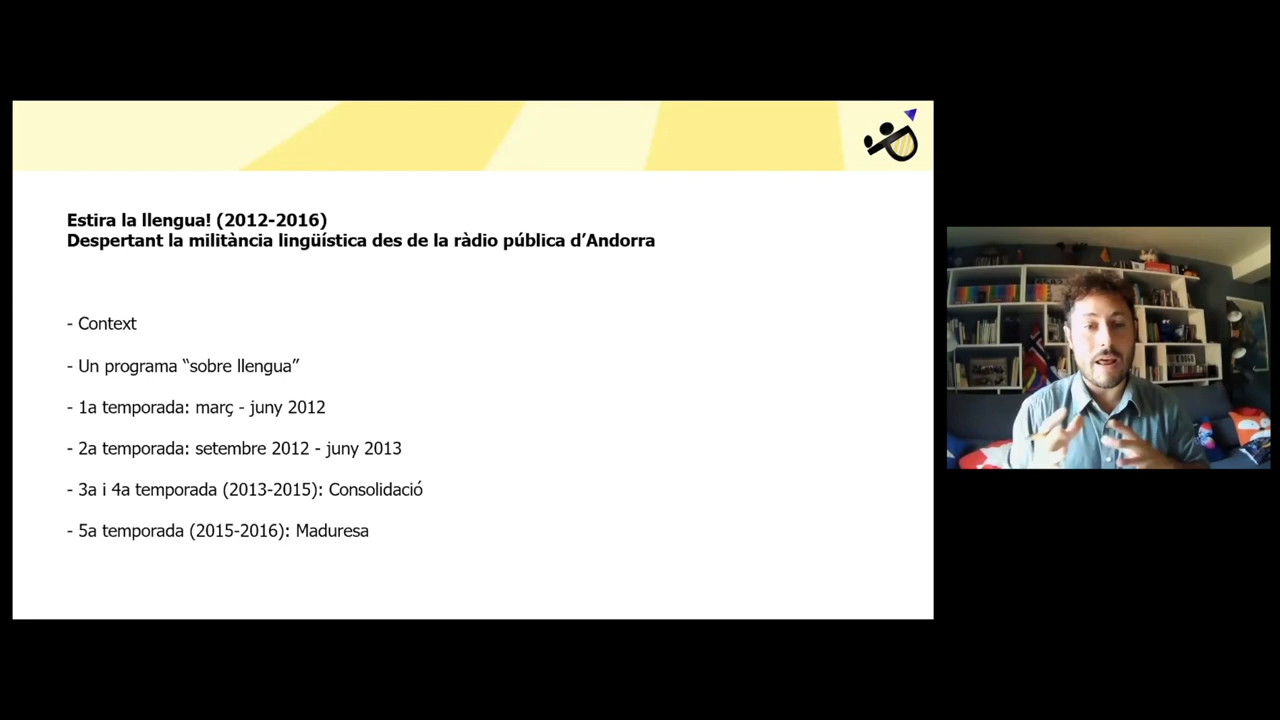 Estira la llengua! (2012-2016)
Despertant la militància lingüística des de la ràdio pública d’Andorra
- Context
- Un programa “sobre llengua”
- 1a temporada: març - juny 2012
- 2a temporada: setembre 2012 - juny 2013
- 3a i 4a temporada (2013-2015): Consolidació
- 5a temporada (2015-2016): Maduresa